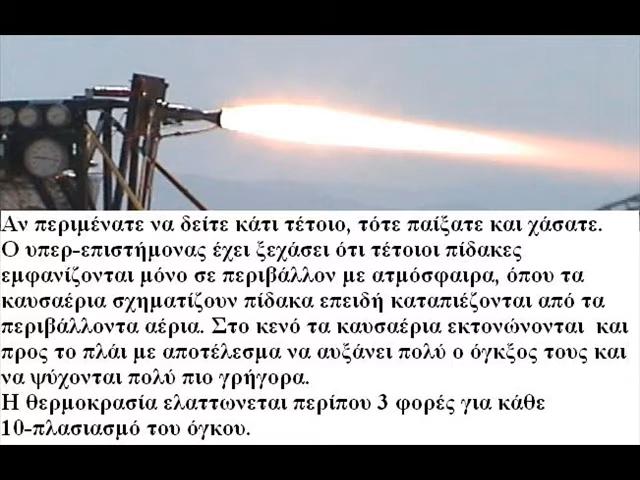 Αν περιμένατε να δείτε κάτι τέτοιο, τότε παίξατε και χάσατε.
Ο υπερ-επιστήμονας έχει ξεχάσει ότι τέτοιοι πίδακες
εμφανίζονται μόνο σε περιβάλλον με ατμόσφαιρα, όπου τα
καυσαέρια σχηματίζουν πίδακα επειδή καταπιέζονται από τα
περιβάλλοντα αέρια. Στο κενό τα καυσαέρια εκτονώνονται και
προς το πλάι με αποτέλεσμα να αυξάνει πολύ ο όγκξος τους και
να ψύχονται πολύ πιο γρήγορα.
Η θερμοκρασία ελαττωνεται περίπου 3 φορές για κάθε
10-πλασιασμό του όγκου.